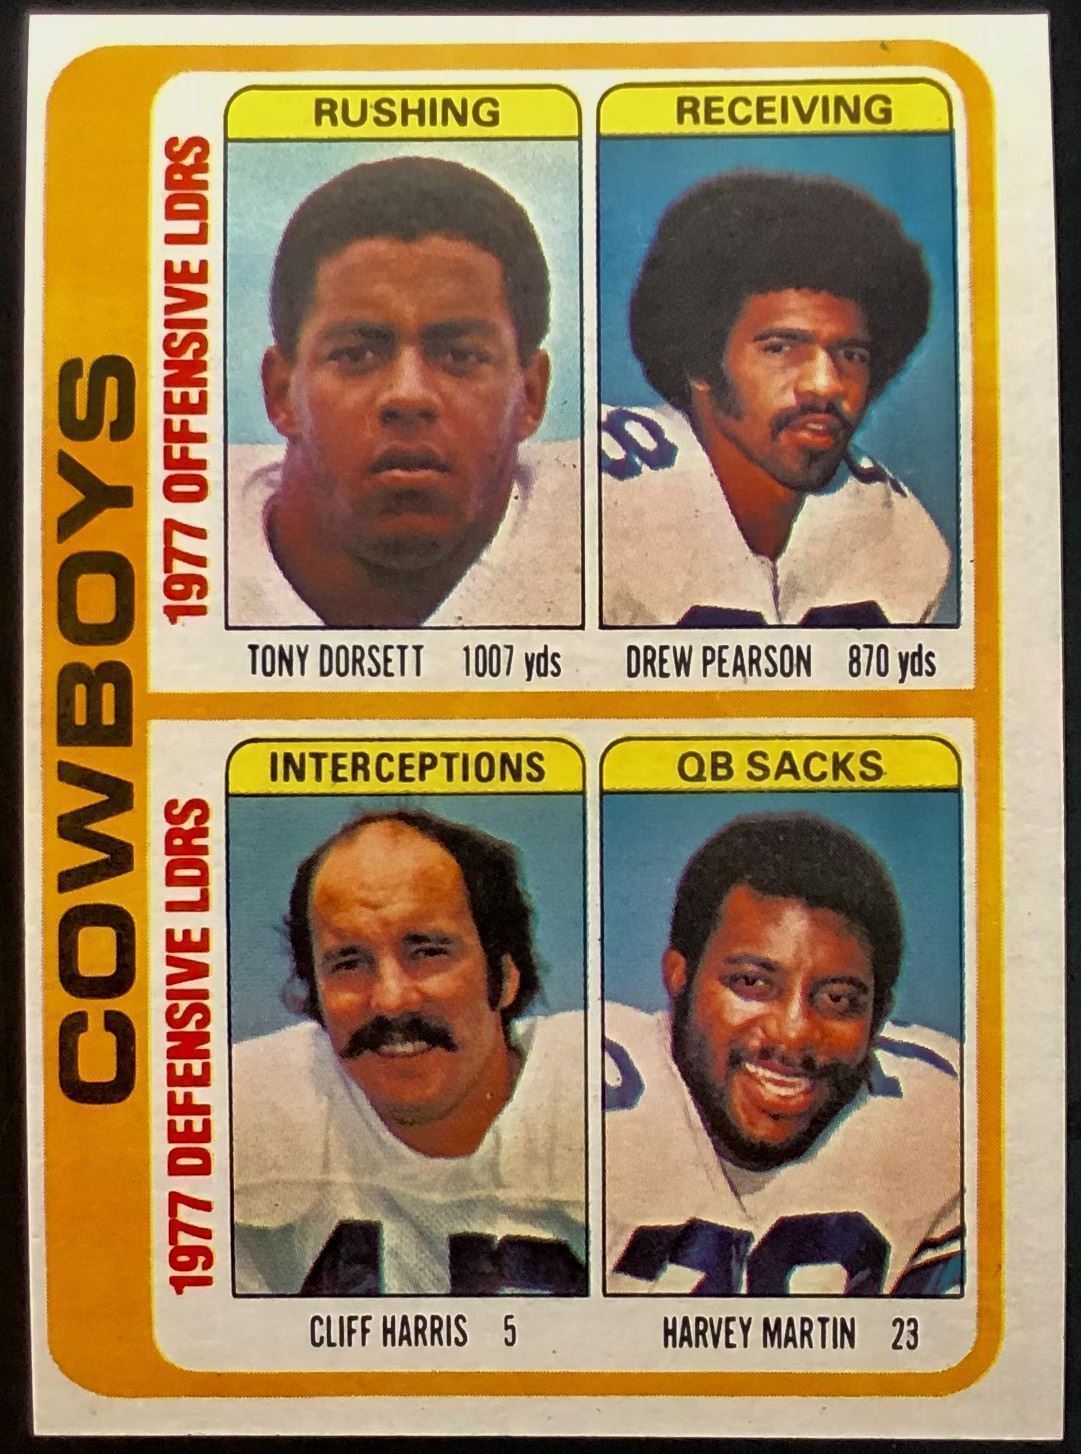 COWBOYS
1977 OFFENSIVE LDRS
RUSHING
RECEIVING
TONY DORSETT 1007 yds
DREW PEARSON 870 yds
1977 DEFENSIVE LDRS
INTERCEPTIONS
QB SACKS
CLIFF HARRIS 5
HARVEY MARTIN 23